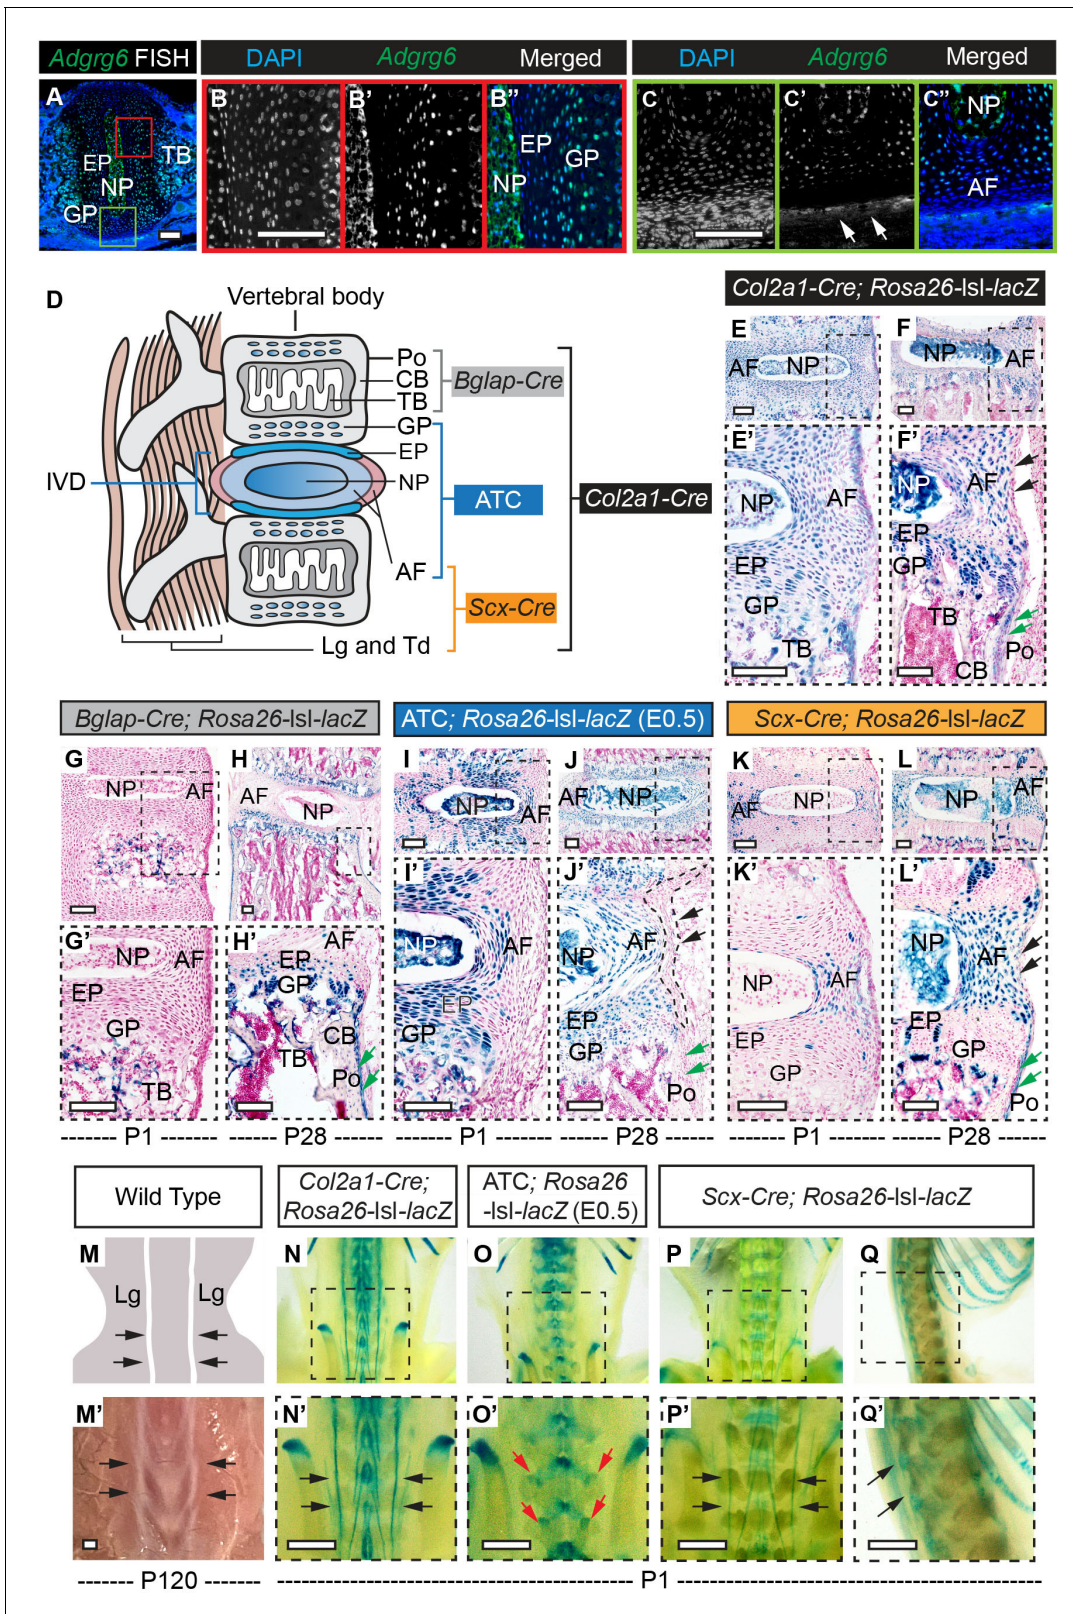 Adgrg6 FISH
DAPI Adgrg6 Merged
DAPI Adgrg6 Merged
A
EP
NP
GP
TB
B
B'
B"
NP
EP
GP
C
C'
C"
NP
AF
D
Vertebral body
Po
CB
TB
GP
EP
NP
AF
IVD
Lg and Td
Bglap-Cre
ATC
Scx-Cre
Col2a1-Cre
Col2a1-Cre; Rosa26-lsl-lacZ
E
AF NP
F
NP AF
E'
NP
AF
EP
GP
TB
F'
NP
AF
EP
GP
TB
CB
Po
Bglap-Cre; Rosa26-lsl-lacZ
ATC; Rosa26-lsl-lacZ (E0.5)
Scx-Cre; Rosa26-lsl-lacZ
G
NP AF
H
AF
NP
I
NP AF
J
AF NP
K
AF NP
L
NP AF
G'
NP AF
EP
GP
TB
H'
AF
EP
GP
CB
TB
Po
I'
NP AF
EP
GP
J'
NP AF
EP
GP
Po
K'
NP AF
EP
GP
L'
NP
AF
EP
GP
Po
------- P1 -------
------- P28 -------
------- P1 -------
------- P28 -------
------- P1 -------
------- P28 -------
Wild Type
Col2a1-Cre;
Rosa26-lsl-lacZ
ATC; Rosa26
-lsl-lacZ (E0.5)
Scx-Cre; Rosa26-lsl-lacZ
M
Lg Lg
N
O
P
Q
M'
N'
O'
P'
Q'
------- P120 -------
------- P1 -------